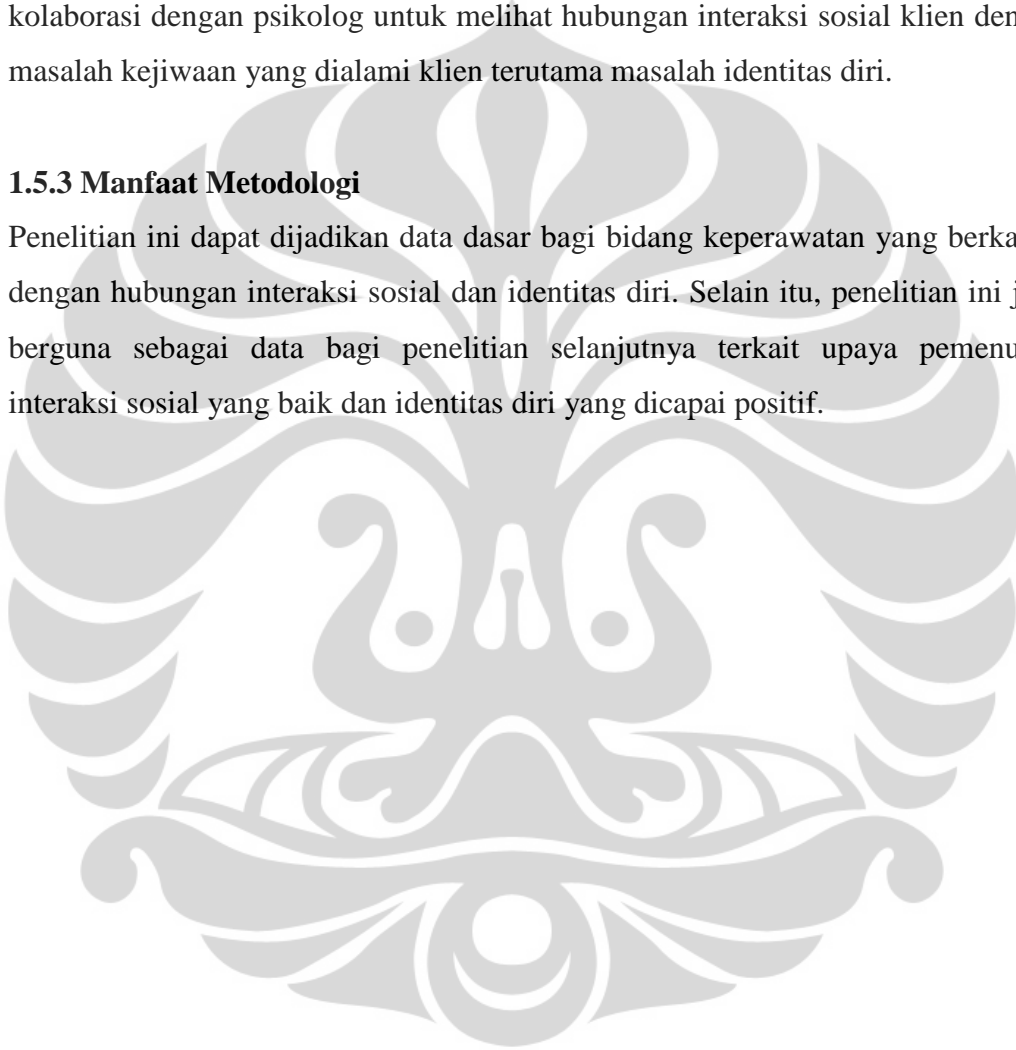 kolaborasi dengan psikolog untuk melihat hubungan interaksi sosial klien den
masalah kejiwaan yang dialami klien terutama masalah identitas diri.
1.5.3 Manfaat Metodologi
Penelitian ini dapat dijadikan data dasar bagi bidang keperawatan yang berka
dengan hubungan interaksi sosial dan identitas diri. Selain itu, penelitian ini j
berguna sebagai data bagi penelitian selanjutnya terkait upaya pemenu
interaksi sosial yang baik dan identitas diri yang dicapai positif.